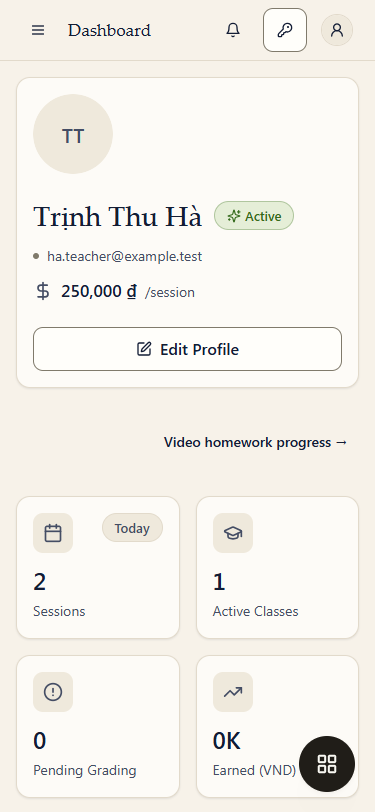 Dashboard
TT
Trịnh Thu Hà
Active
ha.teacher@example.test
250,000 ₫ /session
Edit Profile
Video homework progress →
Today
2
Sessions
1
Active Classes
0
Pending Grading
0K
Earned (VND)